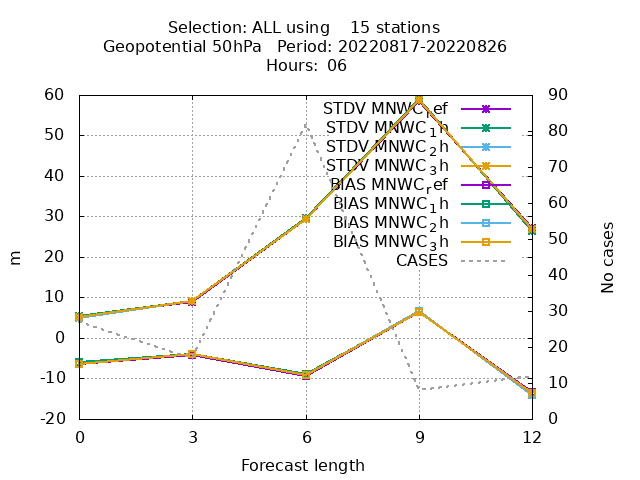 Selection: ALL using    15 stations
Geopotential 50hPa   Period: 20220817-20220826
Hours: 06
60 90
50 80
40 70
30 60
20 50
10 40
0 30
-10 20
-20 10
0
m
No cases
STDV MNWC_ref
STDV MNWC_1h
STDV MNWC_2h
STDV MNWC_3h
BIAS MNWC_ref
BIAS MNWC_1h
BIAS MNWC_2h
BIAS MNWC_3h
CASES
0 3 6 9 12
Forecast length